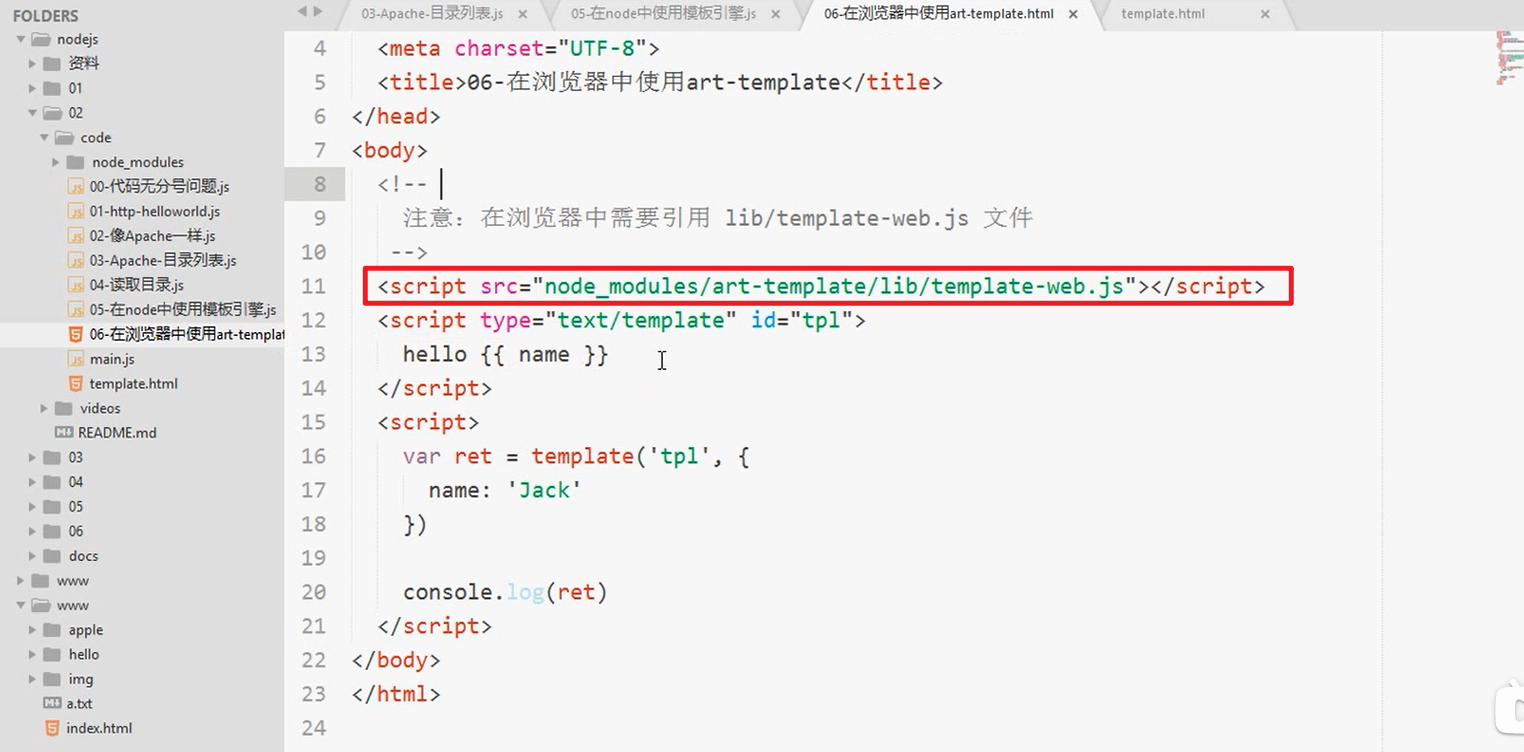 FOLDERS
nodejs
资料
01
02
code
node_modules
00-代码无分号问题.js
01-http-helloworld.js
02-像Apache一样.js
03-Apache-目录列表.js
04-读取目录.js
05-在node中使用模板引擎.js
06-在浏览器中使用art-templat
main.js
template.html
videos
README.md
03
04
05
06
docs
www
www
apple
hello
img
a.txt
index.html
03-Apache-目录列表.js ×
05-在node中使用模板引擎.js ×
06-在浏览器中使用art-template.html ×
template.html ×
4 <meta charset="UTF-8">
5 <title>06-在浏览器中使用art-template</title>
6 </head>
7 <body>
8 <!--
9 注意：在浏览器中需要引用 lib/template-web.js 文件
10 -->
11 <script src="node_modules/art-template/lib/template-web.js"></script>
12 <script type="text/template" id="tpl">
13 hello {{ name }}
14 </script>
15 <script>
16 var ret = template('tpl', {
17 name: 'Jack'
18 })
19
20 console.log(ret)
21 </script>
22 </body>
23 </html>
24